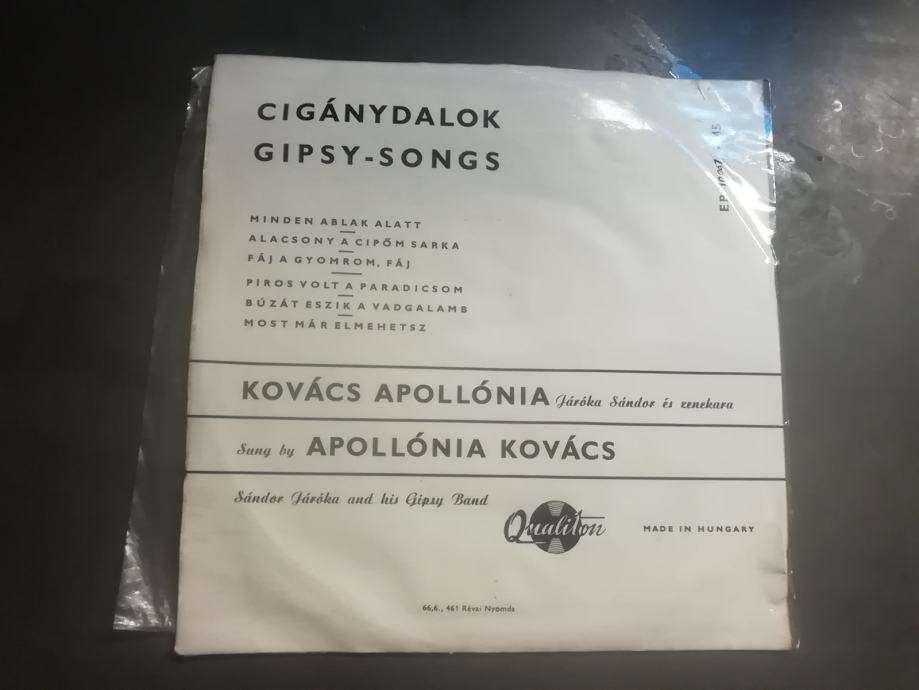 CIGÁNYDALOK
GIPSY-SONGS
MINDEN ABLAK ALATT
ALACSONY A CIPŐM SARKA
FÁJ A GYOMROM, FÁJ
PIROS VOLT A PARADICSOM
BÚZÁT ESZIK A VADGALAMB
MOST MÁR ELMEHETSZ
KOVÁCS APOLLÓNIA Járóka Sándor és zenekara
Sung by APOLLÓNIA KOVÁCS
Sándor Járóka and his Gipsy Band
Qualiton
MADE IN HUNGARY
66,6., 461 Révai Nyomda
EP